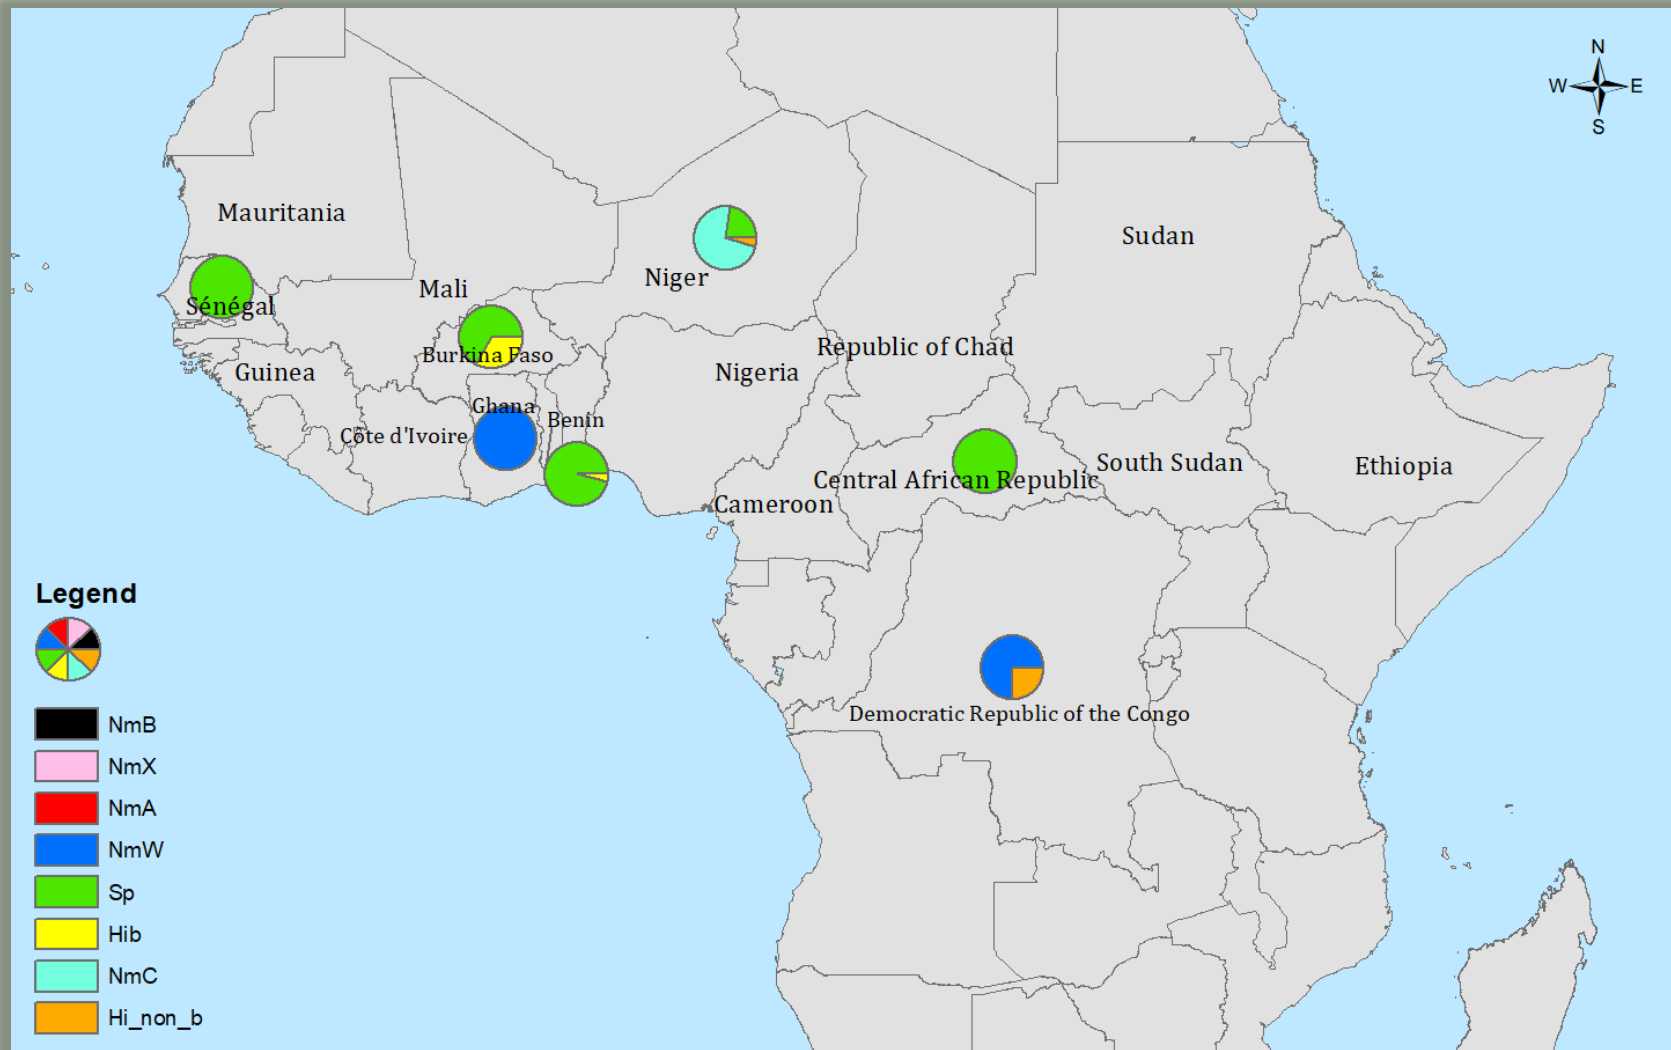 N
W E
S
Mauritania
Sudan
Niger
Mali
Sénégal
Republic of Chad
Burkina Faso
Guinea
Nigeria
Ghana
Benin
Côte d'Ivoire
South Sudan
Ethiopia
Central African Republic
Cameroon
Democratic Republic of the Congo
Legend
NmB
NmX
NmA
NmW
Sp
Hib
NmC
Hi_non_b